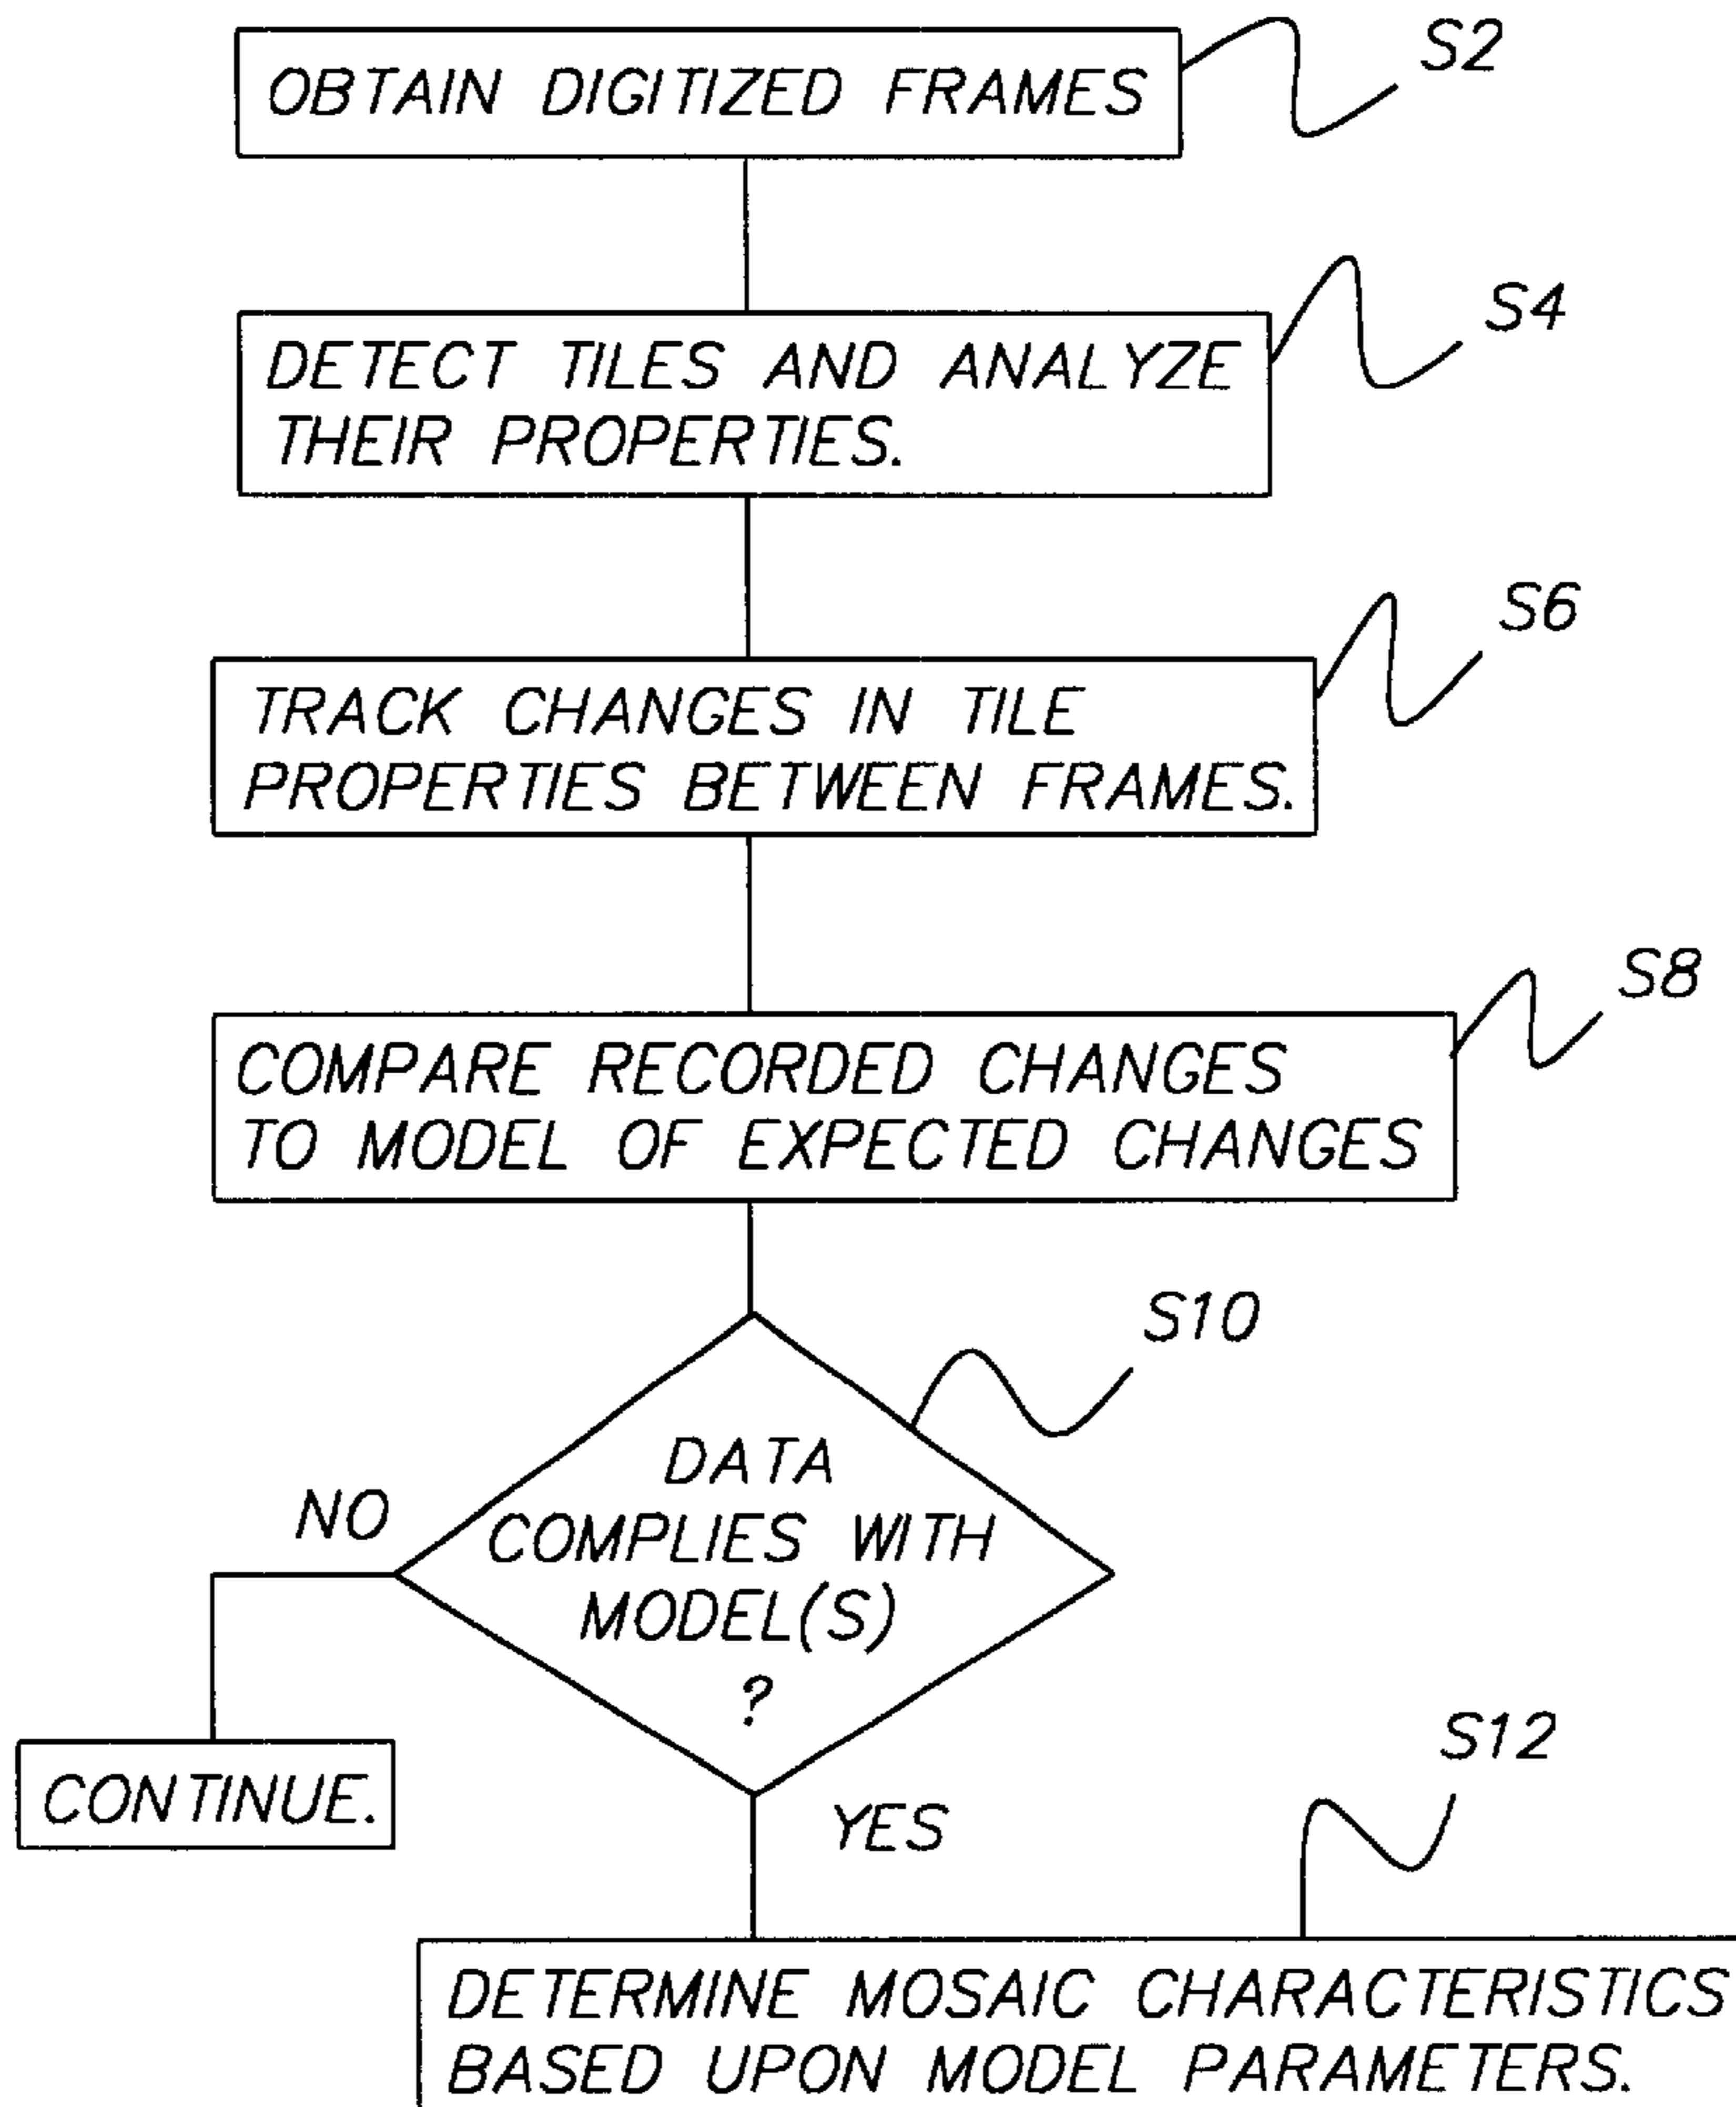 OBTAIN DIGITIZED FRAMES
S2
DETECT TILES AND ANALYZE
THEIR PROPERTIES.
S4
TRACK CHANGES IN TILE
PROPERTIES BETWEEN FRAMES.
S6
COMPARE RECORDED CHANGES
TO MODEL OF EXPECTED CHANGES
S8
DATA
COMPLIES WITH
MODEL(S)
?
S10
NO
CONTINUE.
YES
S12
DETERMINE MOSAIC CHARACTERISTICS
BASED UPON MODEL PARAMETERS.